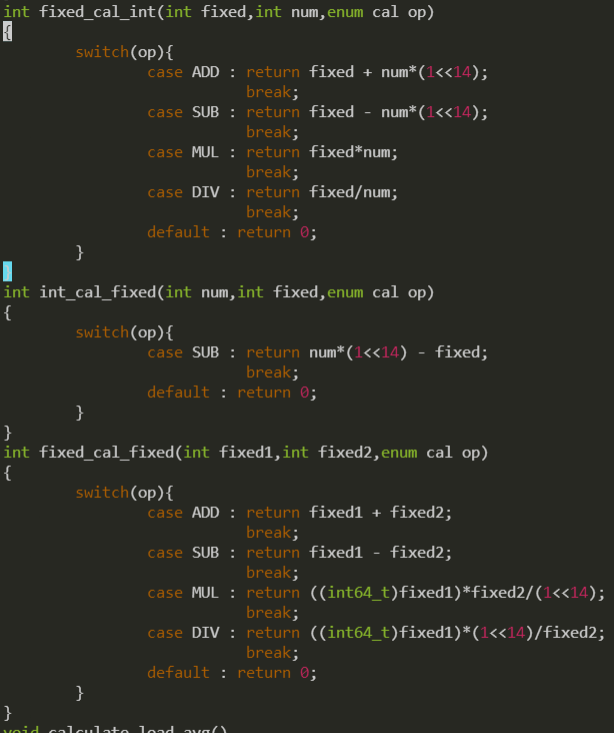 int fixed_cal_int(int fixed,int num,enum cal op)
{
        switch(op){
                case ADD : return fixed + num*(1<<14);
                           break;
                case SUB : return fixed - num*(1<<14);
                           break;
                case MUL : return fixed*num;
                           break;
                case DIV : return fixed/num;
                           break;
                default : return 0;
        }
}
int int_cal_fixed(int num,int fixed,enum cal op)
{
        switch(op){
                case SUB : return num*(1<<14) - fixed;
                           break;
                default : return 0;
        }
}
int fixed_cal_fixed(int fixed1,int fixed2,enum cal op)
{
        switch(op){
                case ADD : return fixed1 + fixed2;
                           break;
                case SUB : return fixed1 - fixed2;
                           break;
                case MUL : return ((int64_t)fixed1)*fixed2/(1<<14);
                           break;
                case DIV : return ((int64_t)fixed1)*(1<<14)/fixed2;
                           break;
                default : return 0;
        }
}
void calculate_load_avg()